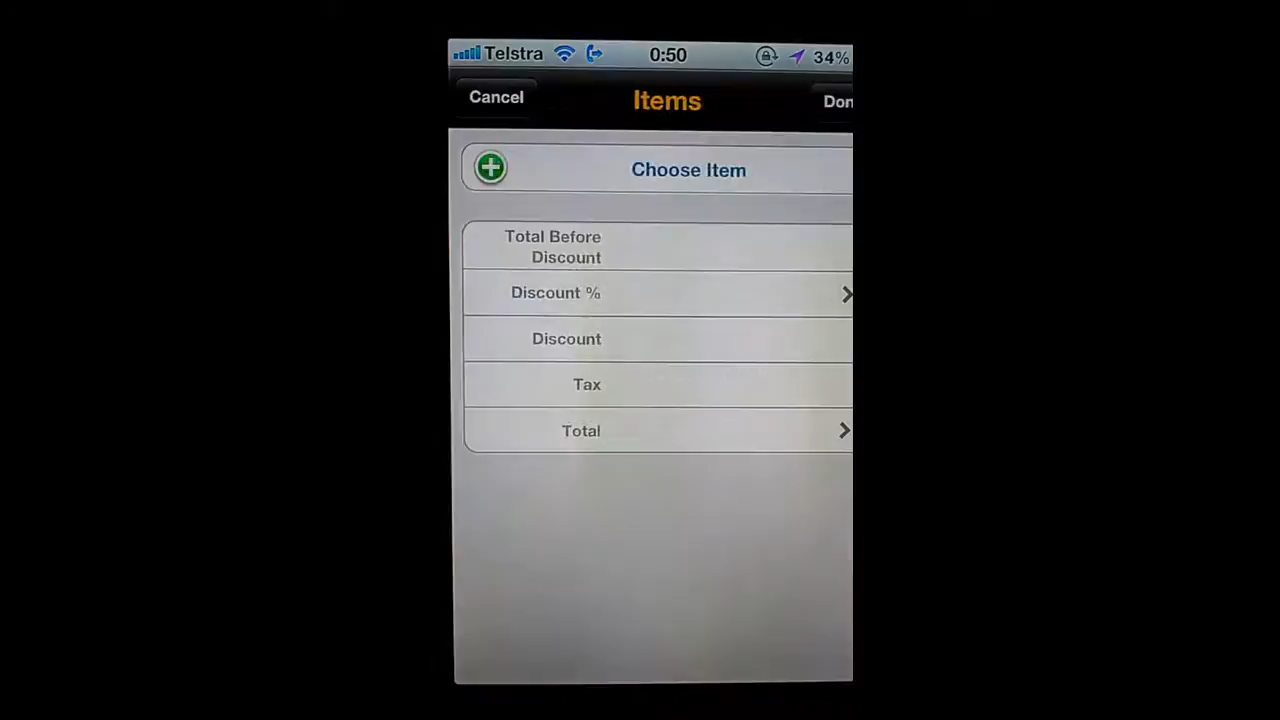 Telstra 0:50 34%
Cancel Items Don
Choose Item
Total Before
Discount
Discount %
Discount
Tax
Total